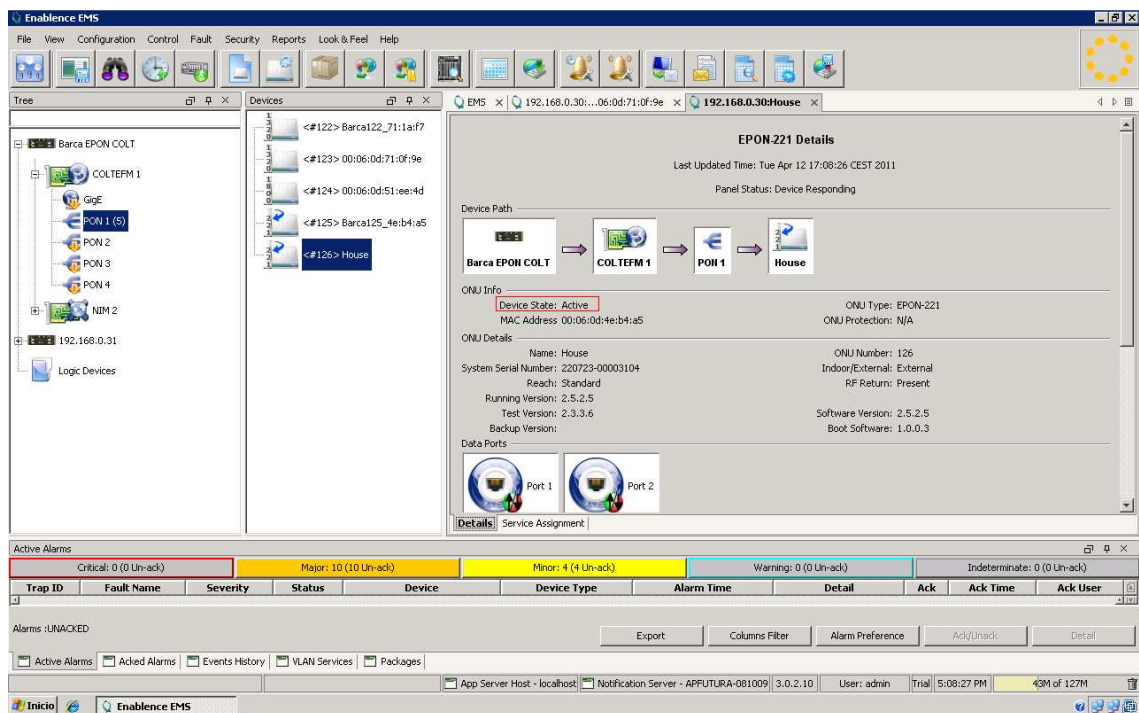 Enablence EMS
File View Configuration Control Fault Security Reports Look & Feel Help
Tree
Devices
EMS
192.168.0.30:...06:0d:71:0f:9e
192.168.0.30:House
Barca EPON COLT
COLTEFM 1
GigE
PON 1 (5)
PON 2
PON 3
PON 4
NIM 2
192.168.0.31
Logic Devices
<#122> Barca122_71:1a:f7
<#123> 00:06:0d:71:0f:9e
<#124> 00:06:0d:51:ee:4d
<#125> Barca125_4e:b4:a5
<#126> House
EPON-221 Details
Last Updated Time: Tue Apr 12 17:08:26 CEST 2011
Panel Status: Device Responding
Device Path
Barca EPON COLT
COLTEFM 1
PON 1
House
ONU Info
Device State: Active
ONU Type: EPON-221
MAC Address 00:06:0d:4e:b4:a5
ONU Protection: N/A
ONU Details
Name: House
ONU Number: 126
System Serial Number: 220723-00003104
Indoor/External: External
Reach: Standard
RF Return: Present
Running Version: 2.5.2.5
Test Version: 2.3.3.6
Software Version: 2.5.2.5
Backup Version:
Boot Software: 1.0.0.3
Data Ports
Port 1
Port 2
Details
Service Assignment
Active Alarms
Critical: 0 (0 Un-ack)
Major: 10 (10 Un-ack)
Minor: 4 (4 Un-ack)
Warning: 0 (0 Un-ack)
Indeterminate: 0 (0 Un-ack)
Trap ID Fault Name Severity Status Device Device Type Alarm Time Detail Ack Ack Time Ack User
Alarms :UNACKED
Export
Columns Filter
Alarm Preference
Ack/Unack
Detail
Active Alarms
Acked Alarms
Events History
VLAN Services
Packages
App Server Host - localhost
Notification Server - APFUTURA-081009
3.0.2.10
User: admin
Trial
5:08:27 PM
43M of 127M
Inicio
Enablence EMS